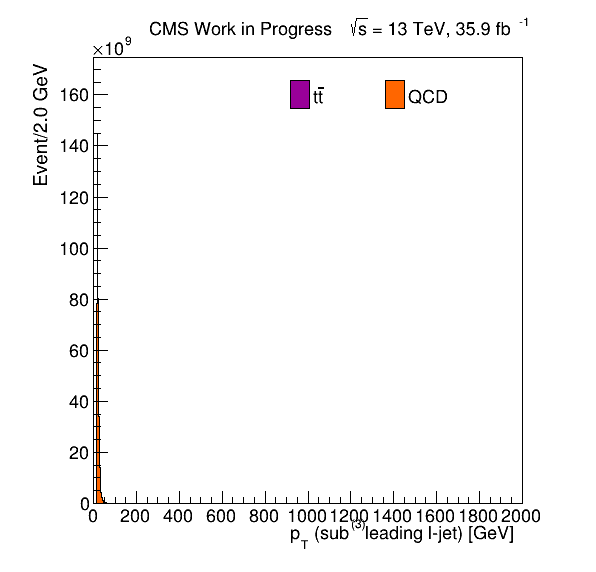 CMS Work in Progress √s = 13 TeV, 35.9 fb⁻¹
×10⁹
Event/2.0 GeV
tt̅ QCD
160
140
120
100
80
60
40
20
0
0 200 400 600 800 1000 1200 1400 1600 1800 2000
p_T (sub⁽³⁾leading l-jet) [GeV]